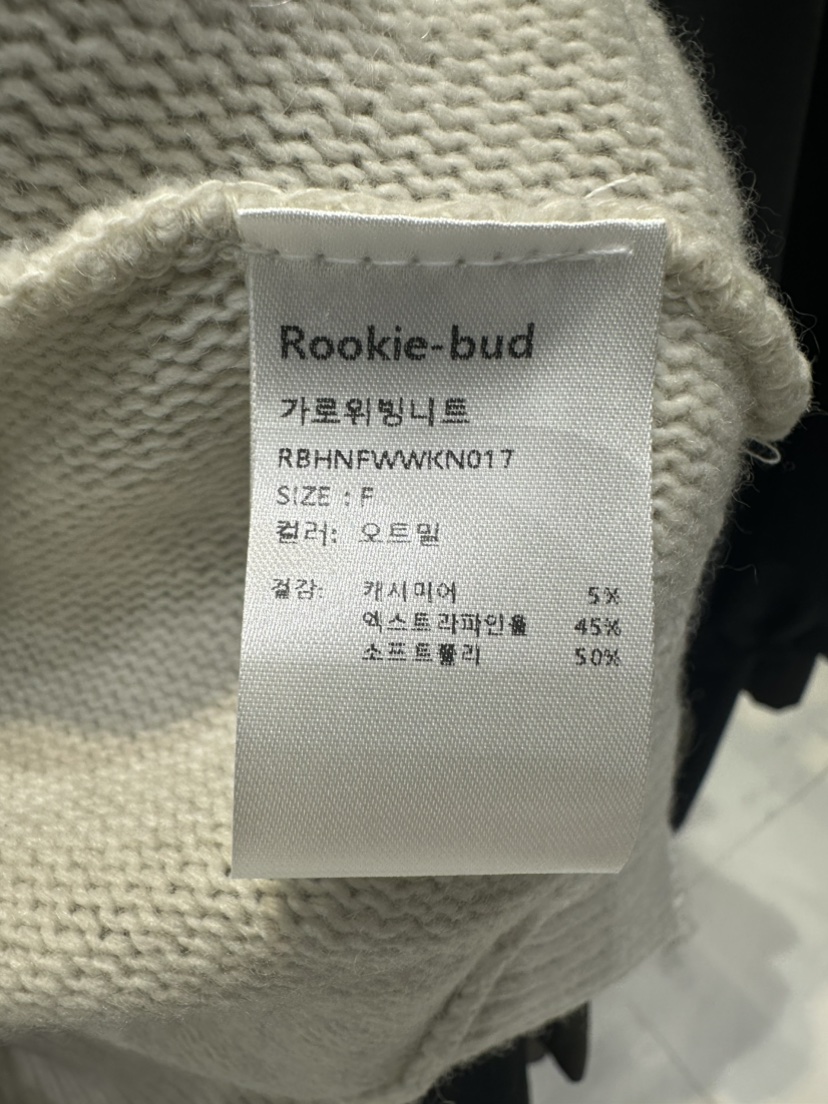 Rookie-bud
가로위빙니트
RBHNFWWKN017
SIZE : F
컬러: 오트밀
겉감: 캐시미어 5%
엑스트라파인울 45%
소프트폴리 50%